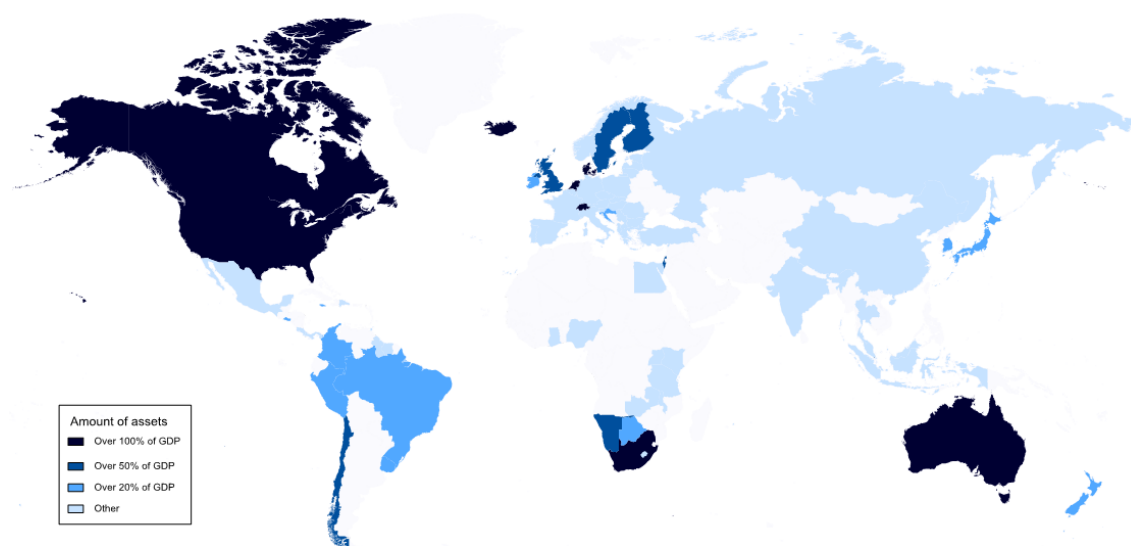 Amount of assets
Over 100% of GDP
Over 50% of GDP
Over 20% of GDP
Other